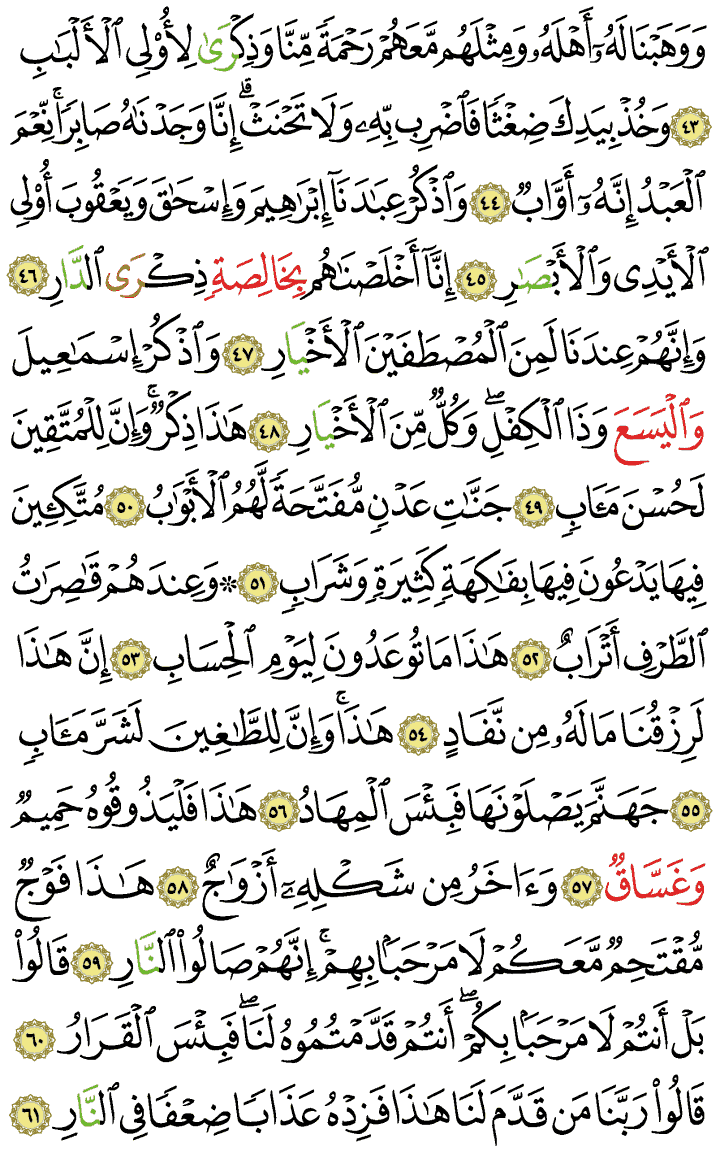 وَوَهَبْنَا لَهُۥٓ أَهْلَهُۥ وَمِثْلَهُم مَّعَهُمْ رَحْمَةً مِّنَّا وَذِكْرَىٰ لِأُوْلِي ٱلْأَلْبَٰبِ
٤٣ وَخُذْ بِيَدِكَ ضِغْثًا فَٱضْرِب بِّهِۦ وَلَا تَحْنَثْ ۗ إِنَّا وَجَدْنَٰهُ صَابِرًا ۚ نِّعْمَ
ٱلْعَبْدُ إِنَّهُۥٓ أَوَّابٌ ٤٤ وَٱذْكُرْ عِبَٰدَنَآ إِبْرَٰهِيمَ وَإِسْحَٰقَ وَيَعْقُوبَ أُوْلِي
ٱلْأَيْدِي وَٱلْأَبْصَٰرِ ٤٥ إِنَّآ أَخْلَصْنَٰهُم بِخَالِصَةِ ذِكْرَى ٱلدَّارِ ٤٦
وَإِنَّهُمْ عِندَنَا لَمِنَ ٱلْمُصْطَفَيْنَ ٱلْأَخْيَارِ ٤٧ وَٱذْكُرْ إِسْمَٰعِيلَ
وَٱلَّيْسَعَ وَذَا ٱلْكِفْلِ ۖ وَكُلٌّ مِّنَ ٱلْأَخْيَارِ ٤٨ هَٰذَا ذِكْرٌ ۚ وَإِنَّ لِلْمُتَّقِينَ
لَحُسْنَ مَـَٔابٍ ٤٩ جَنَّٰتِ عَدْنٍ مُّفَتَّحَةً لَّهُمُ ٱلْأَبْوَٰبُ ٥٠ مُتَّكِـِٔينَ
فِيهَا يَدْعُونَ فِيهَا بِفَٰكِهَةٍ كَثِيرَةٍ وَشَرَابٍ ٥١ ۞ وَعِندَهُمْ قَٰصِرَٰتُ
ٱلطَّرْفِ أَتْرَابٌ ٥٢ هَٰذَا مَا تُوعَدُونَ لِيَوْمِ ٱلْحِسَابِ ٥٣ إِنَّ هَٰذَا
لَرِزْقُنَا مَا لَهُۥ مِن نَّفَادٍ ٥٤ هَٰذَا ۚ وَإِنَّ لِلطَّٰغِينَ لَشَرَّ مَـَٔابٍ
٥٥ جَهَنَّمَ يَصْلَوْنَهَا فَبِئْسَ ٱلْمِهَادُ ٥٦ هَٰذَا فَلْيَذُوقُوهُ حَمِيمٌ
وَغَسَّاقٌ ٥٧ وَءَاخَرُ مِن شَكْلِهِۦٓ أَزْوَٰجٌ ٥٨ هَٰذَا فَوْجٌ
مُّقْتَحِمٌ مَّعَكُمْ لَا مَرْحَبًۢا بِهِمْ ۚ إِنَّهُمْ صَالُواْ ٱلنَّارِ ٥٩ قَالُواْ
بَلْ أَنتُمْ لَا مَرْحَبًۢا بِكُمْ ۖ أَنتُمْ قَدَّمْتُمُوهُ لَنَا ۖ فَبِئْسَ ٱلْقَرَارُ ٦٠
قَالُواْ رَبَّنَا مَن قَدَّمَ لَنَا هَٰذَا فَزِدْهُ عَذَابًا ضِعْفًا فِي ٱلنَّارِ ٦١